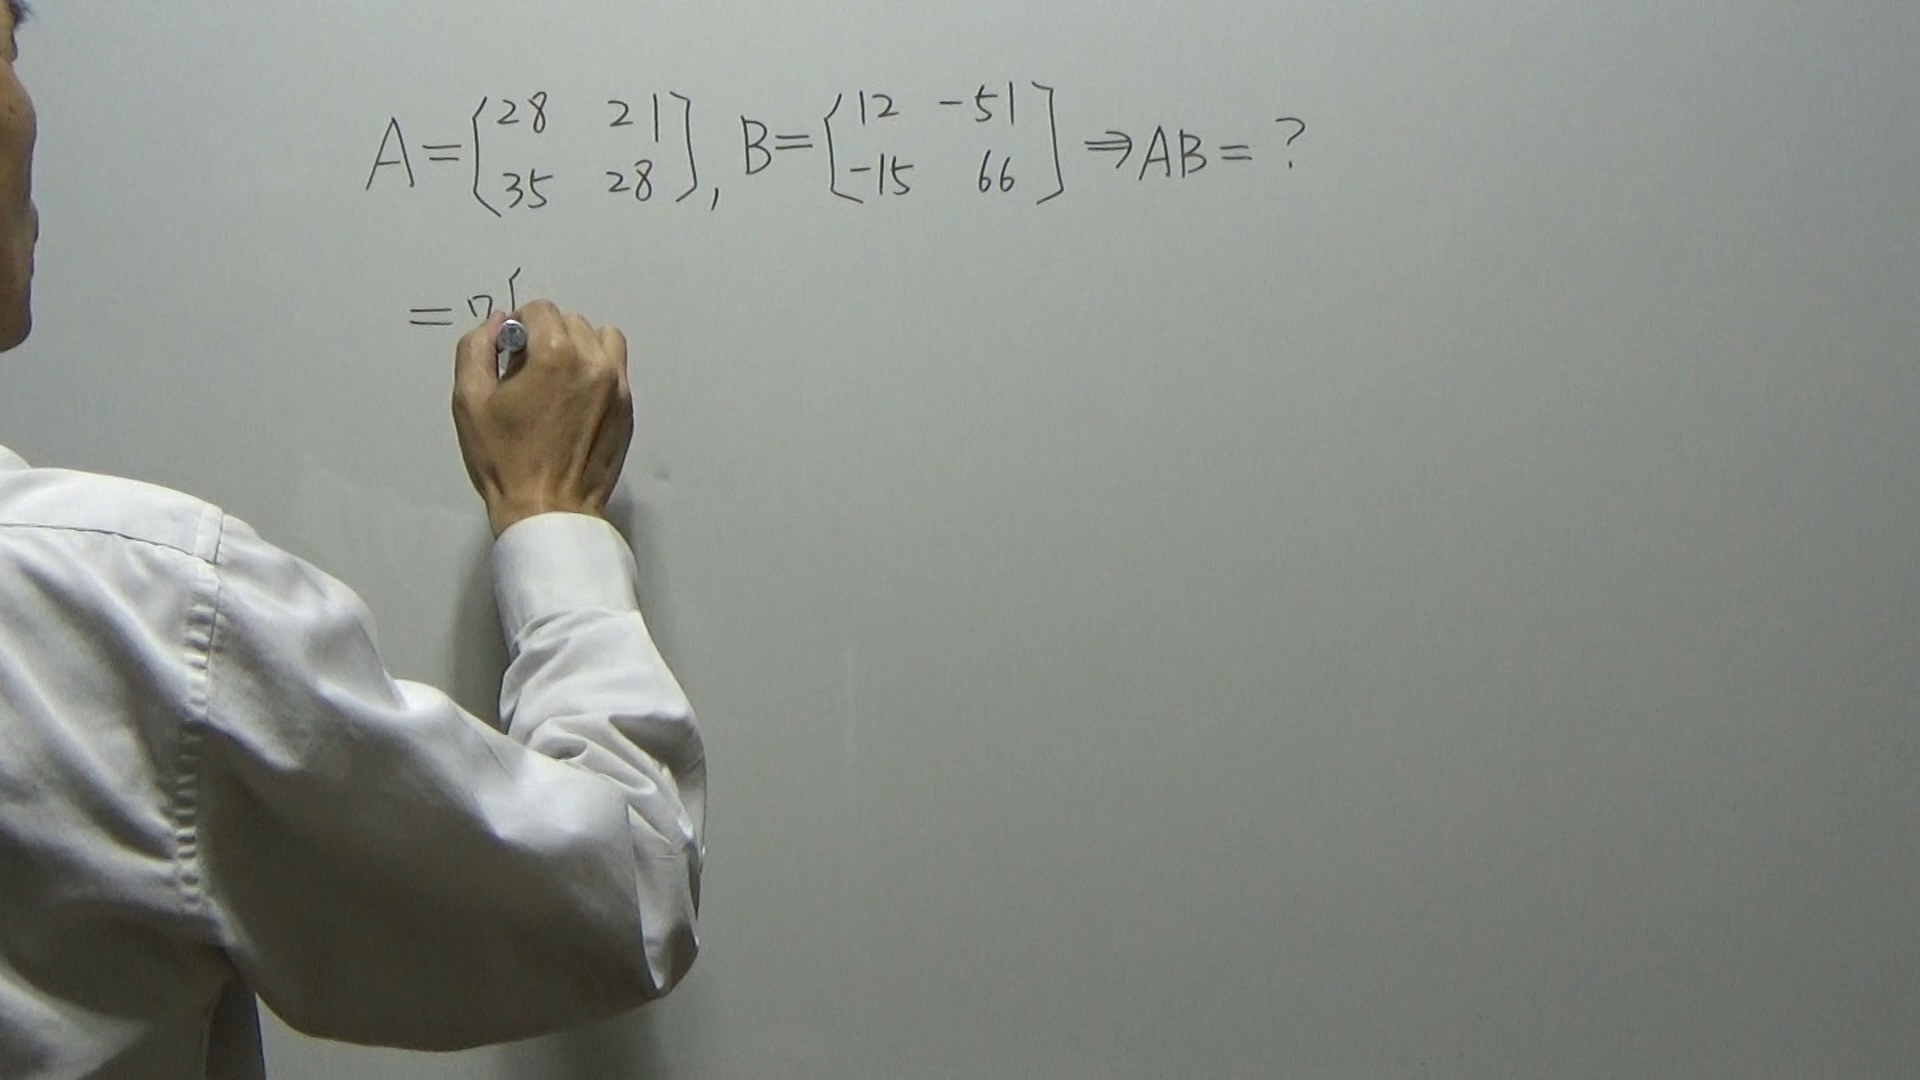 A = [28 21 35 28], B = [12 -51 -15 66] ⇒ AB = ?
= 7 [